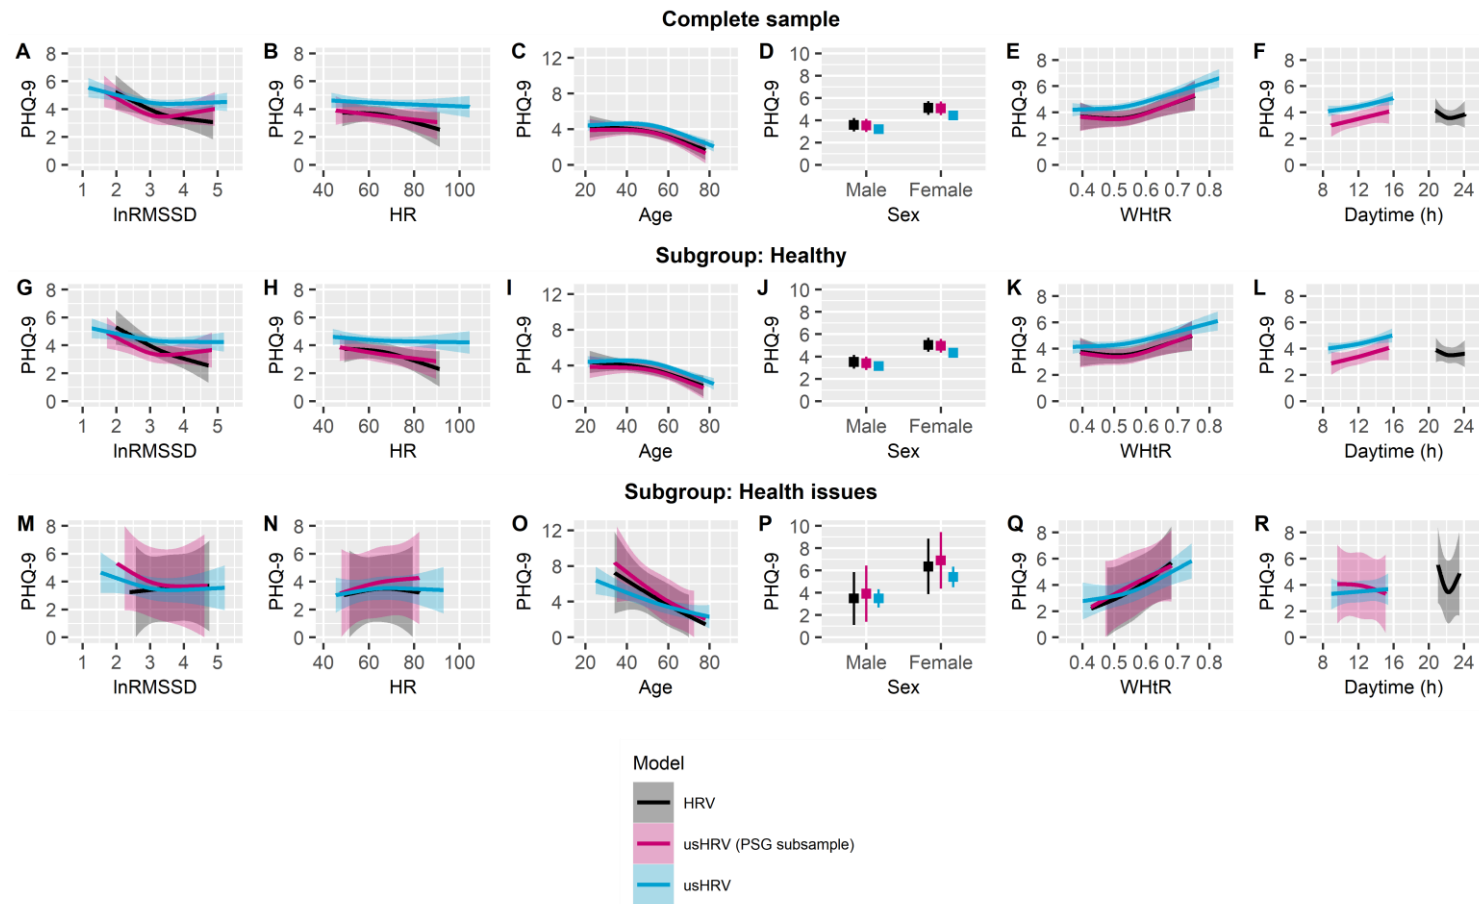 Complete sample
A B C D E F
PHQ-9 8 6 4 2 0 PHQ-9 8 6 4 2 0 PHQ-9 12 8 4 0 PHQ-9 10 8 6 4 2 0 PHQ-9 8 6 4 2 0 PHQ-9 8 6 4 2 0
1 2 3 4 5 40 60 80 100 20 40 60 80 Male Female 0.4 0.5 0.6 0.7 0.8 8 12 16 20 24
lnRMSSD HR Age Sex WHtR Daytime (h)
Subgroup: Healthy
G H I J K L
PHQ-9 8 6 4 2 0 PHQ-9 8 6 4 2 0 PHQ-9 12 8 4 0 PHQ-9 10 8 6 4 2 0 PHQ-9 8 6 4 2 0 PHQ-9 8 6 4 2 0
1 2 3 4 5 40 60 80 100 20 40 60 80 Male Female 0.4 0.5 0.6 0.7 0.8 8 12 16 20 24
lnRMSSD HR Age Sex WHtR Daytime (h)
Subgroup: Health issues
M N O P Q R
PHQ-9 8 6 4 2 0 PHQ-9 8 6 4 2 0 PHQ-9 12 8 4 0 PHQ-9 10 8 6 4 2 0 PHQ-9 8 6 4 2 0 PHQ-9 8 6 4 2 0
1 2 3 4 5 40 60 80 100 20 40 60 80 Male Female 0.4 0.5 0.6 0.7 0.8 8 12 16 20 24
lnRMSSD HR Age Sex WHtR Daytime (h)
Model
HRV
usHRV (PSG subsample)
usHRV